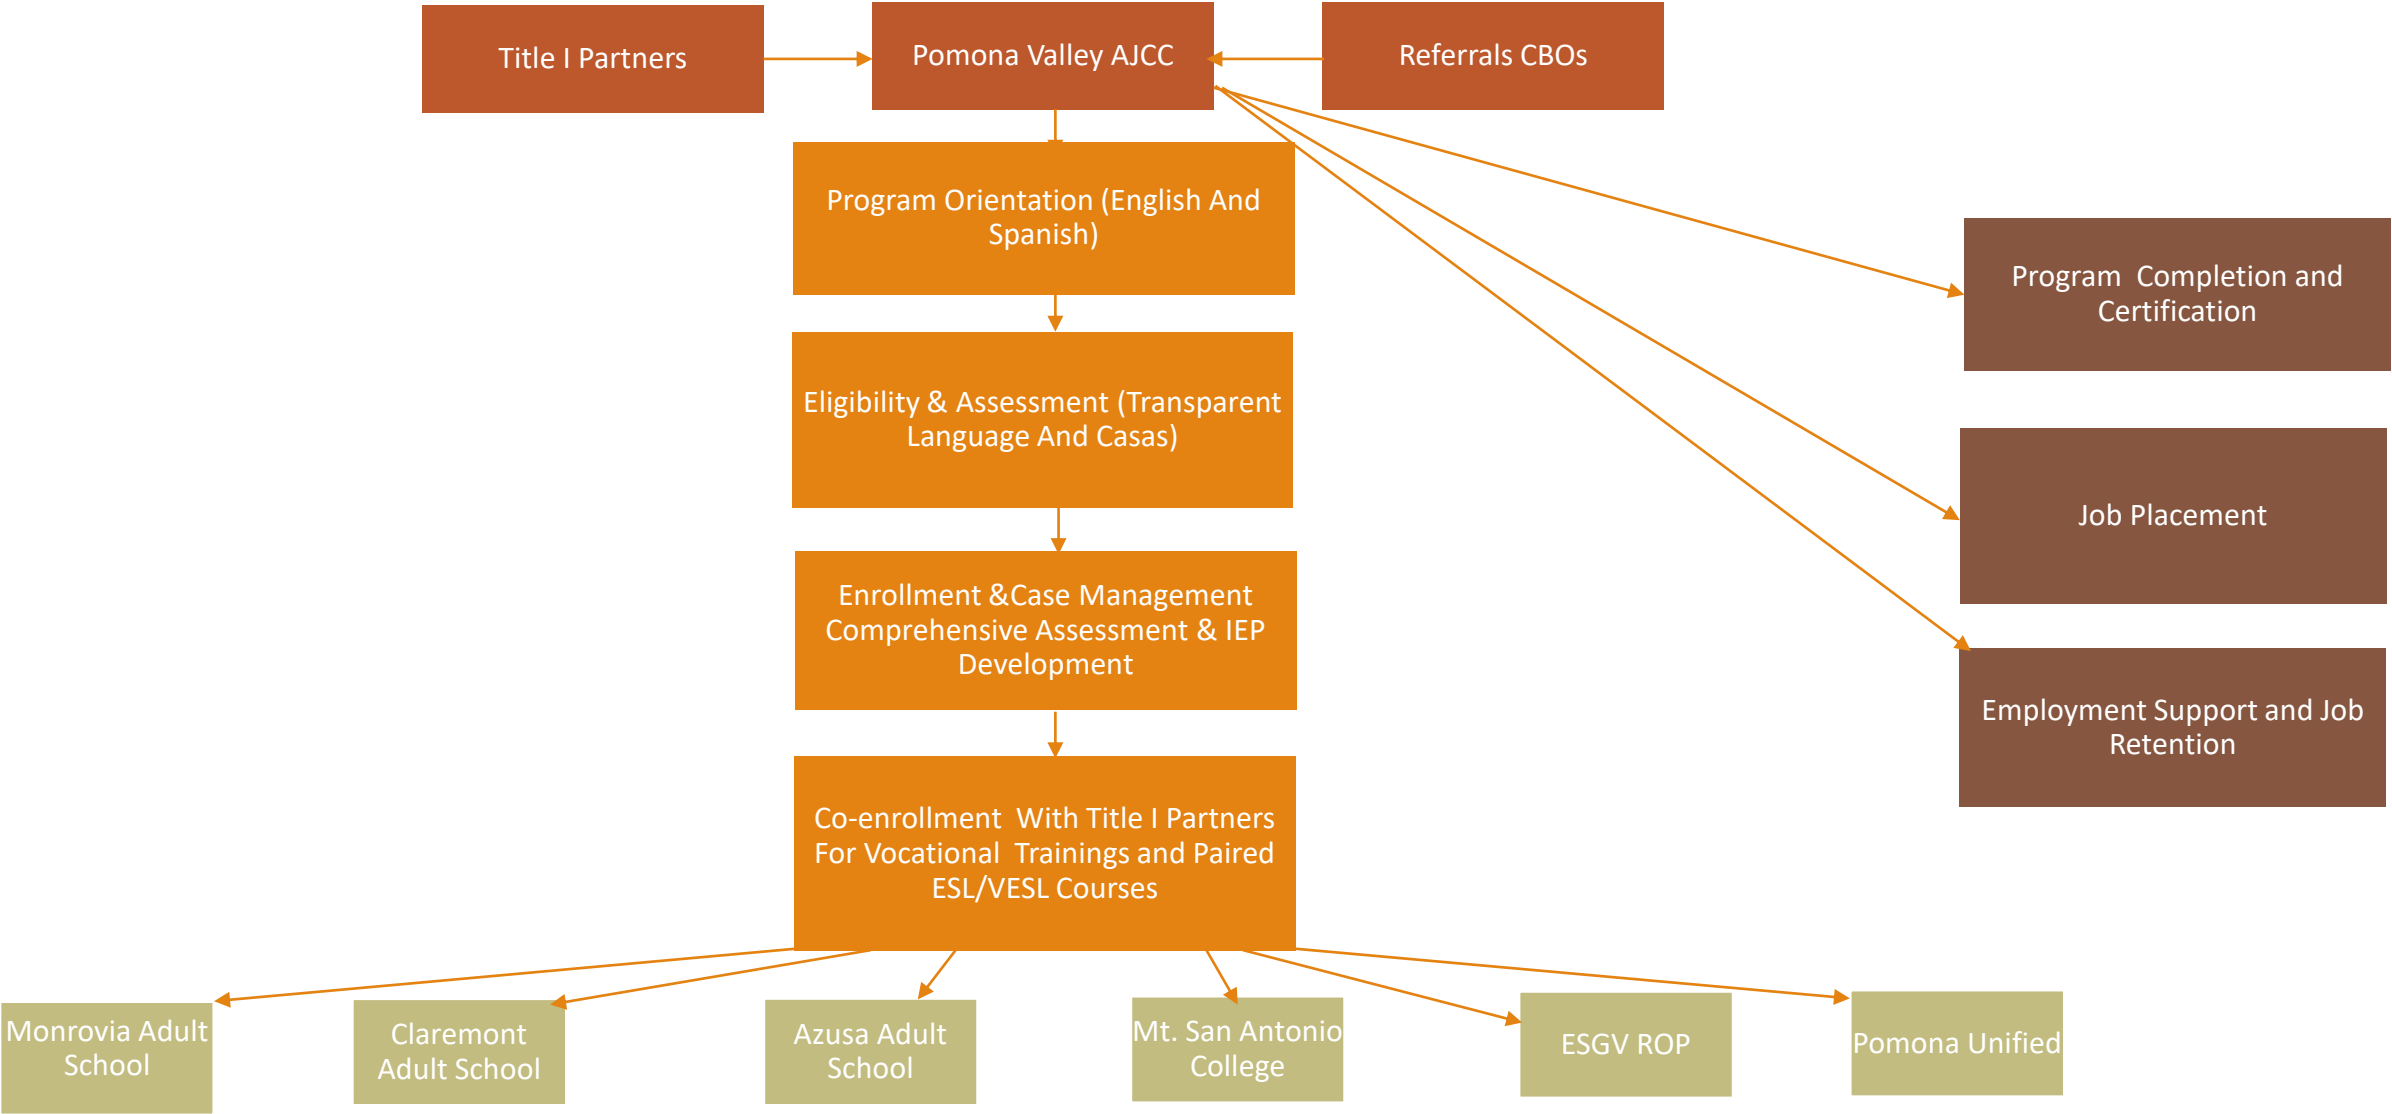 Title I Partners
Pomona Valley AJCC
Referrals CBOs
Program Orientation (English And
Spanish)
Program  Completion and
Certification
Eligibility & Assessment (Transparent
Language And Casas)
Job Placement
Enrollment &Case Management
Comprehensive Assessment & IEP
Development
Employment Support and Job
Retention
Co-enrollment  With Title I Partners
For Vocational  Trainings and Paired
ESL/VESL Courses
Monrovia Adult
School
Claremont
Adult School
Azusa Adult
School
Mt. San Antonio
College
ESGV ROP
Pomona Unified